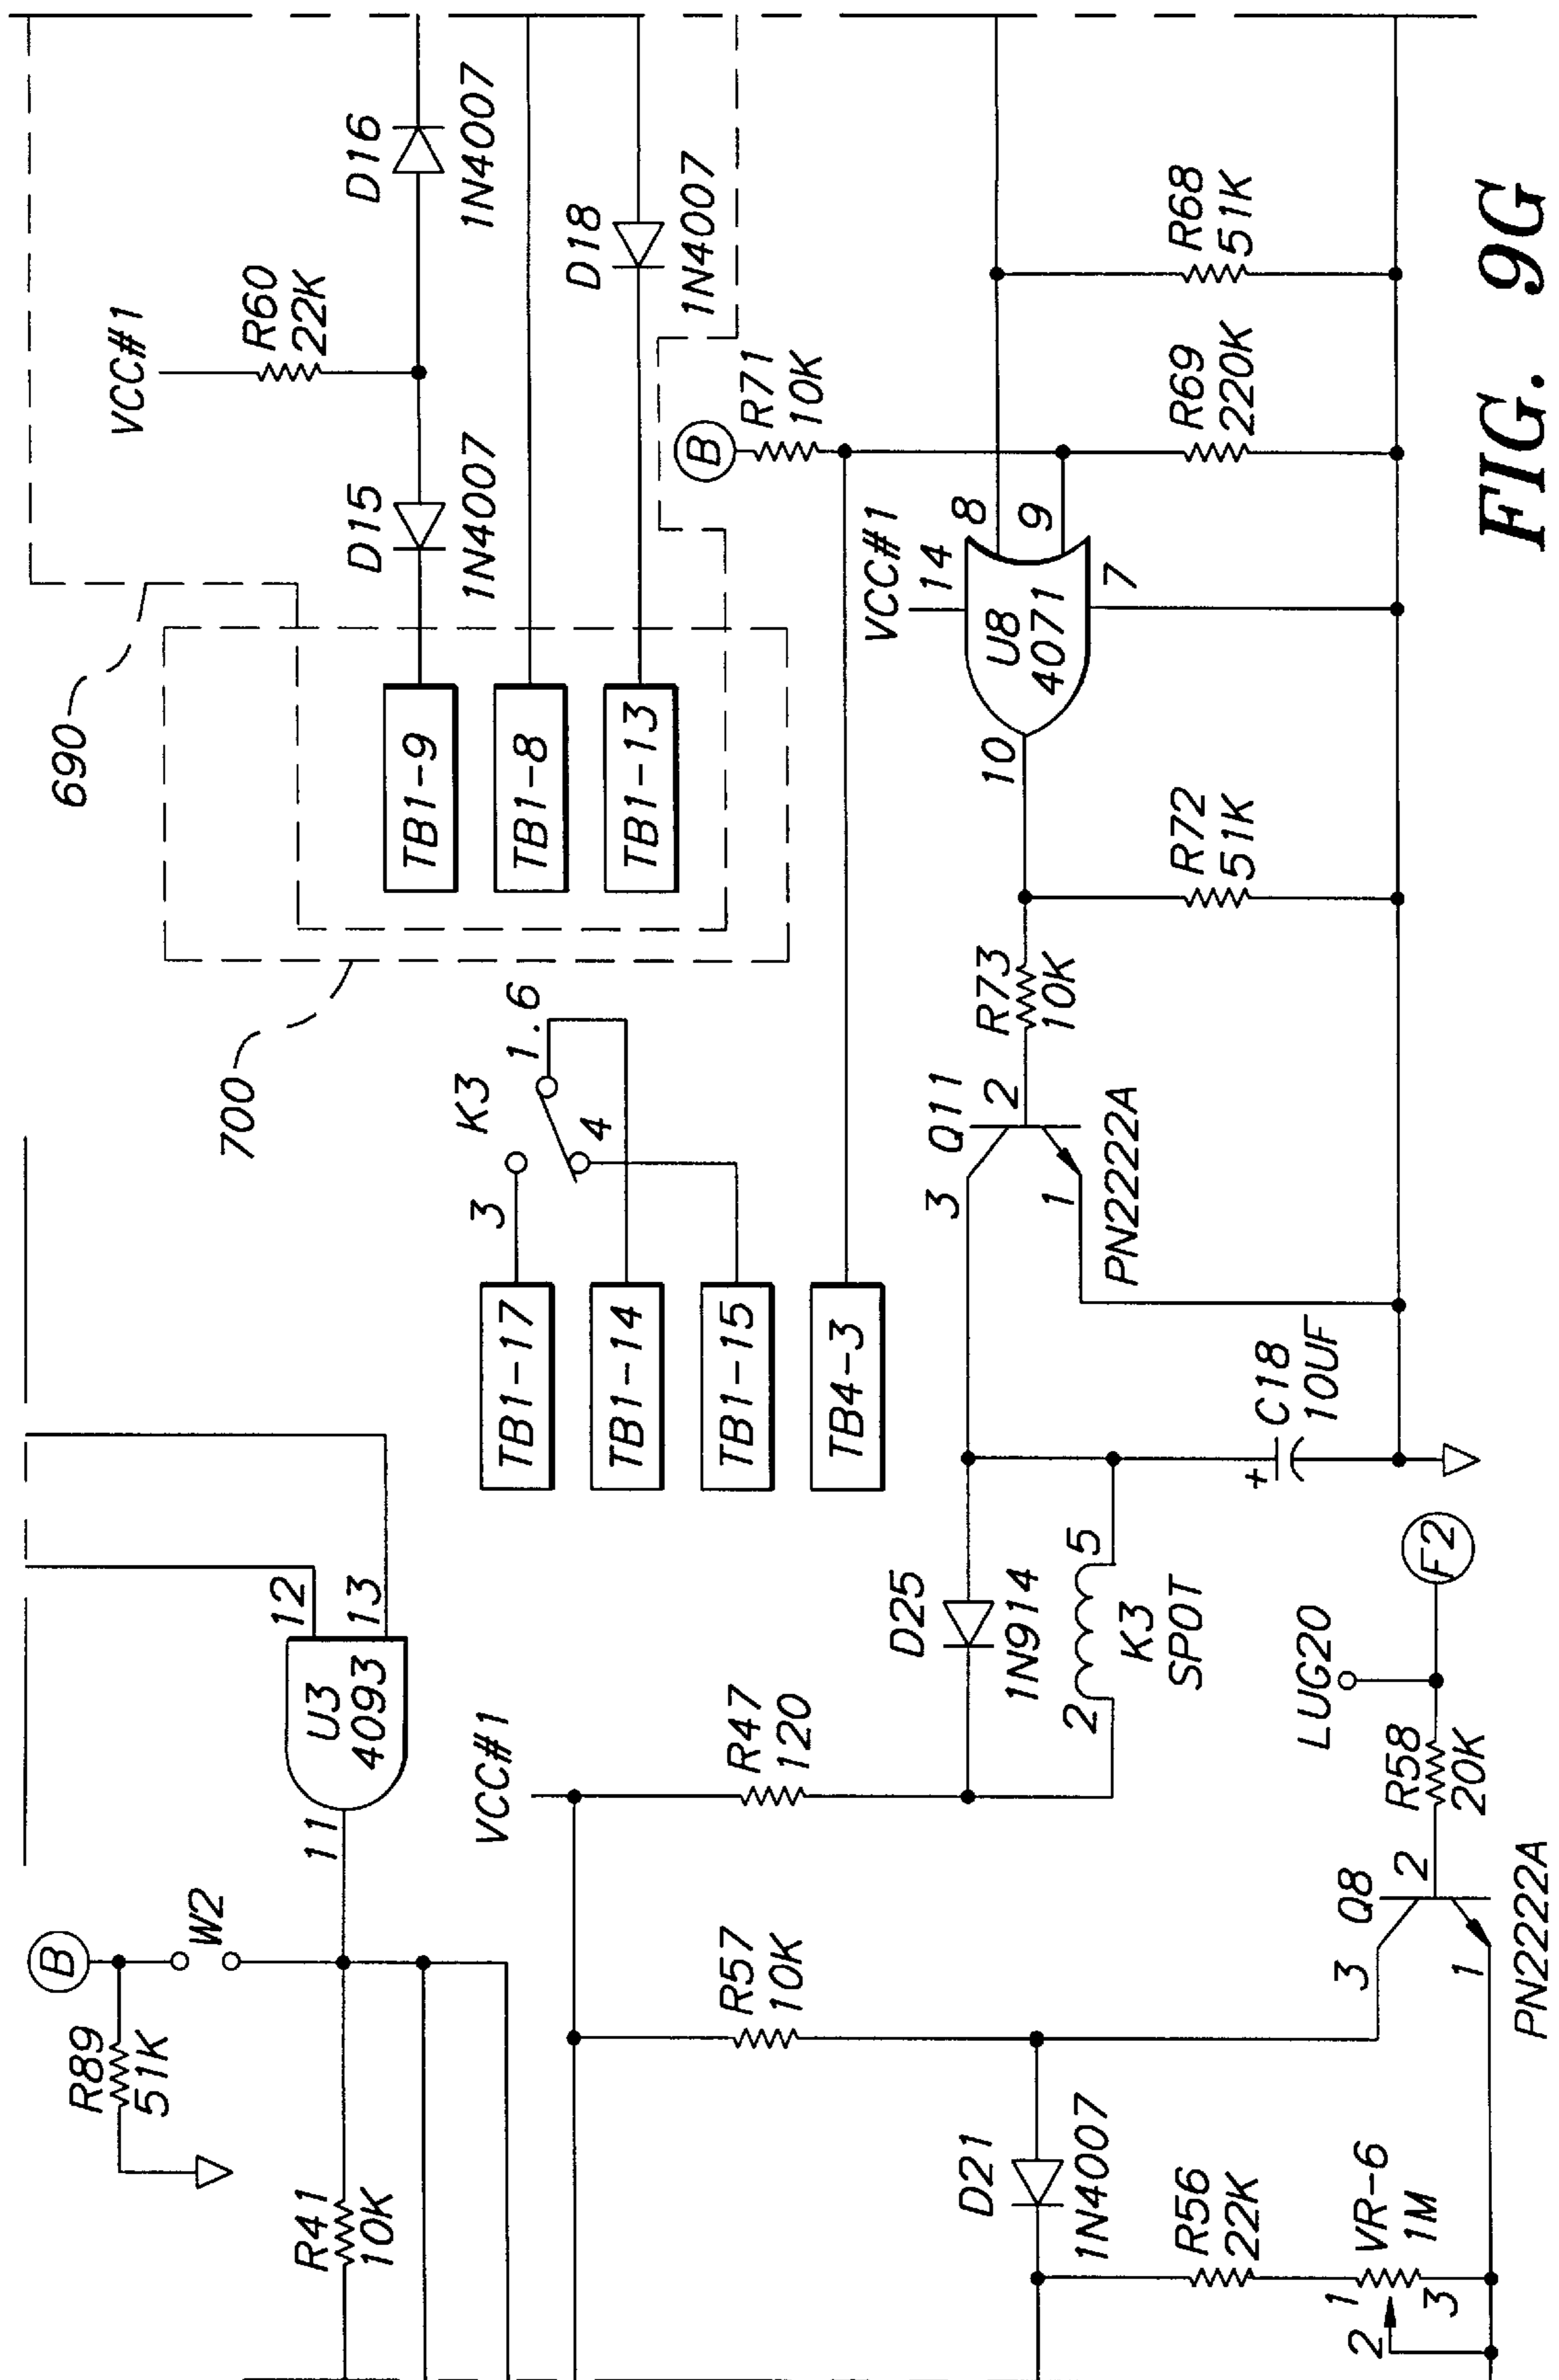 690
700
VCC#1
R60
22K
D15
1N4007
D16
1N4007
D18
1N4007
TB1-9
TB1-8
TB1-13
B
R71
10K
K3
3
1.6
4
TB1-17
TB1-14
TB1-15
TB4-3
VCC#1
14
8
9
7
10
U8
4071
R69
220K
R68
51K
R72
51K
R73
10K
Q11
2
3
1
PN2222A
C18
+
10UF
D25
1N914
5
2
K3
SPOT
R47
120
VCC#1
12
13
U3
4093
11
B
W2
R89
51K
R41
10K
R57
10K
D21
1N4007
R56
22K
VR-6
1M
1
2
3
Q8
3
2
1
PN2222A
R58
20K
LUG20
F2
FIG. 9G